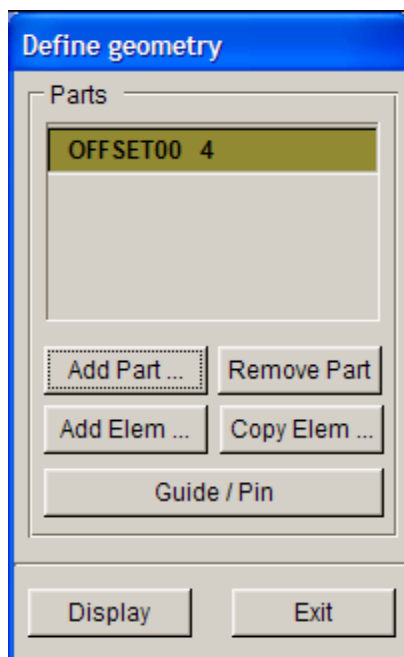 Define geometry
Parts
OFFSET00 4
Add Part ... Remove Part
Add Elem ... Copy Elem ...
Guide / Pin
Display Exit